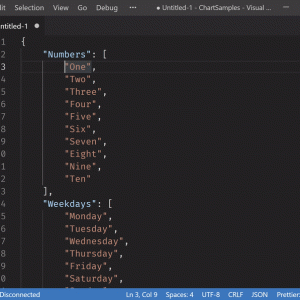 Selection View Go Debug ··· ● Untitled-1 - ChartSamples - Visual ...
ntitled-1 ●
1 {
2 "Numbers": [
3 "One",
4 "Two",
5 "Three",
6 "Four",
7 "Five",
8 "Six",
9 "Seven",
0 "Eight",
1 "Nine",
2 "Ten"
3 ],
4 "Weekdays": [
5 "Monday",
6 "Tuesday",
7 "Wednesday",
8 "Thursday",
9 "Friday",
0 "Saturday",
Disconnected Ln 3, Col 9 Spaces: 4 UTF-8 CRLF JSON Prettier